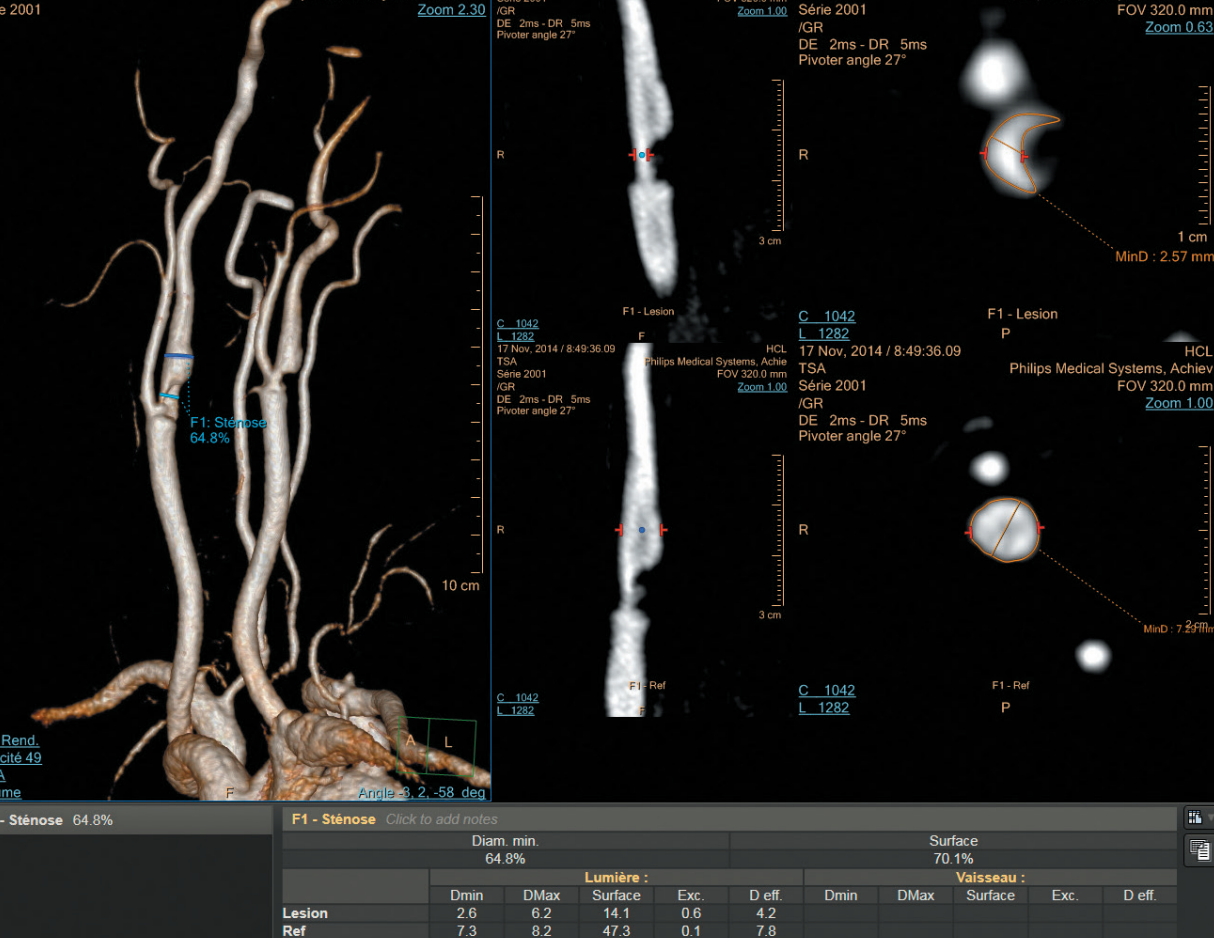 e 2001
Zoom 2.30
F1: Sténose
64.8%
10 cm
A
L
F
Rend.
cité 49
A
ume
Angle -3, 2, -58 deg
/GR
DE 2ms - DR 5ms
Pivoter angle 27°
Zoom 1.00
R
3 cm
F1 - Lesion
C 1042
L 1282
F
Série 2001
/GR
DE 2ms - DR 5ms
Pivoter angle 27°
FOV 320.0 mm
Zoom 0.63
R
1 cm
MinD : 2.57 mm
F1 - Lesion
C 1042
L 1282
P
17 Nov, 2014 / 8:49:36.09
TSA
Série 2001
/GR
DE 2ms - DR 5ms
Pivoter angle 27°
HCL
Philips Medical Systems, Achie
FOV 320.0 mm
Zoom 1.00
R
3 cm
F1 - Ref
C 1042
L 1282
F
17 Nov, 2014 / 8:49:36.09
TSA
Série 2001
/GR
DE 2ms - DR 5ms
Pivoter angle 27°
HCL
Philips Medical Systems, Achiev
FOV 320.0 mm
Zoom 1.00
R
2 cm
MinD : 7.29 mm
F1 - Ref
C 1042
L 1282
P
- Sténose 64.8%
F1 - Sténose Click to add notes
Diam. min. Surface
64.8% 70.1%
Lumière : Vaisseau :
Dmin DMax Surface Exc. D eff. Dmin DMax Surface Exc. D eff.
Lesion 2.6 6.2 14.1 0.6 4.2
Ref 7.3 8.2 47.3 0.1 7.8